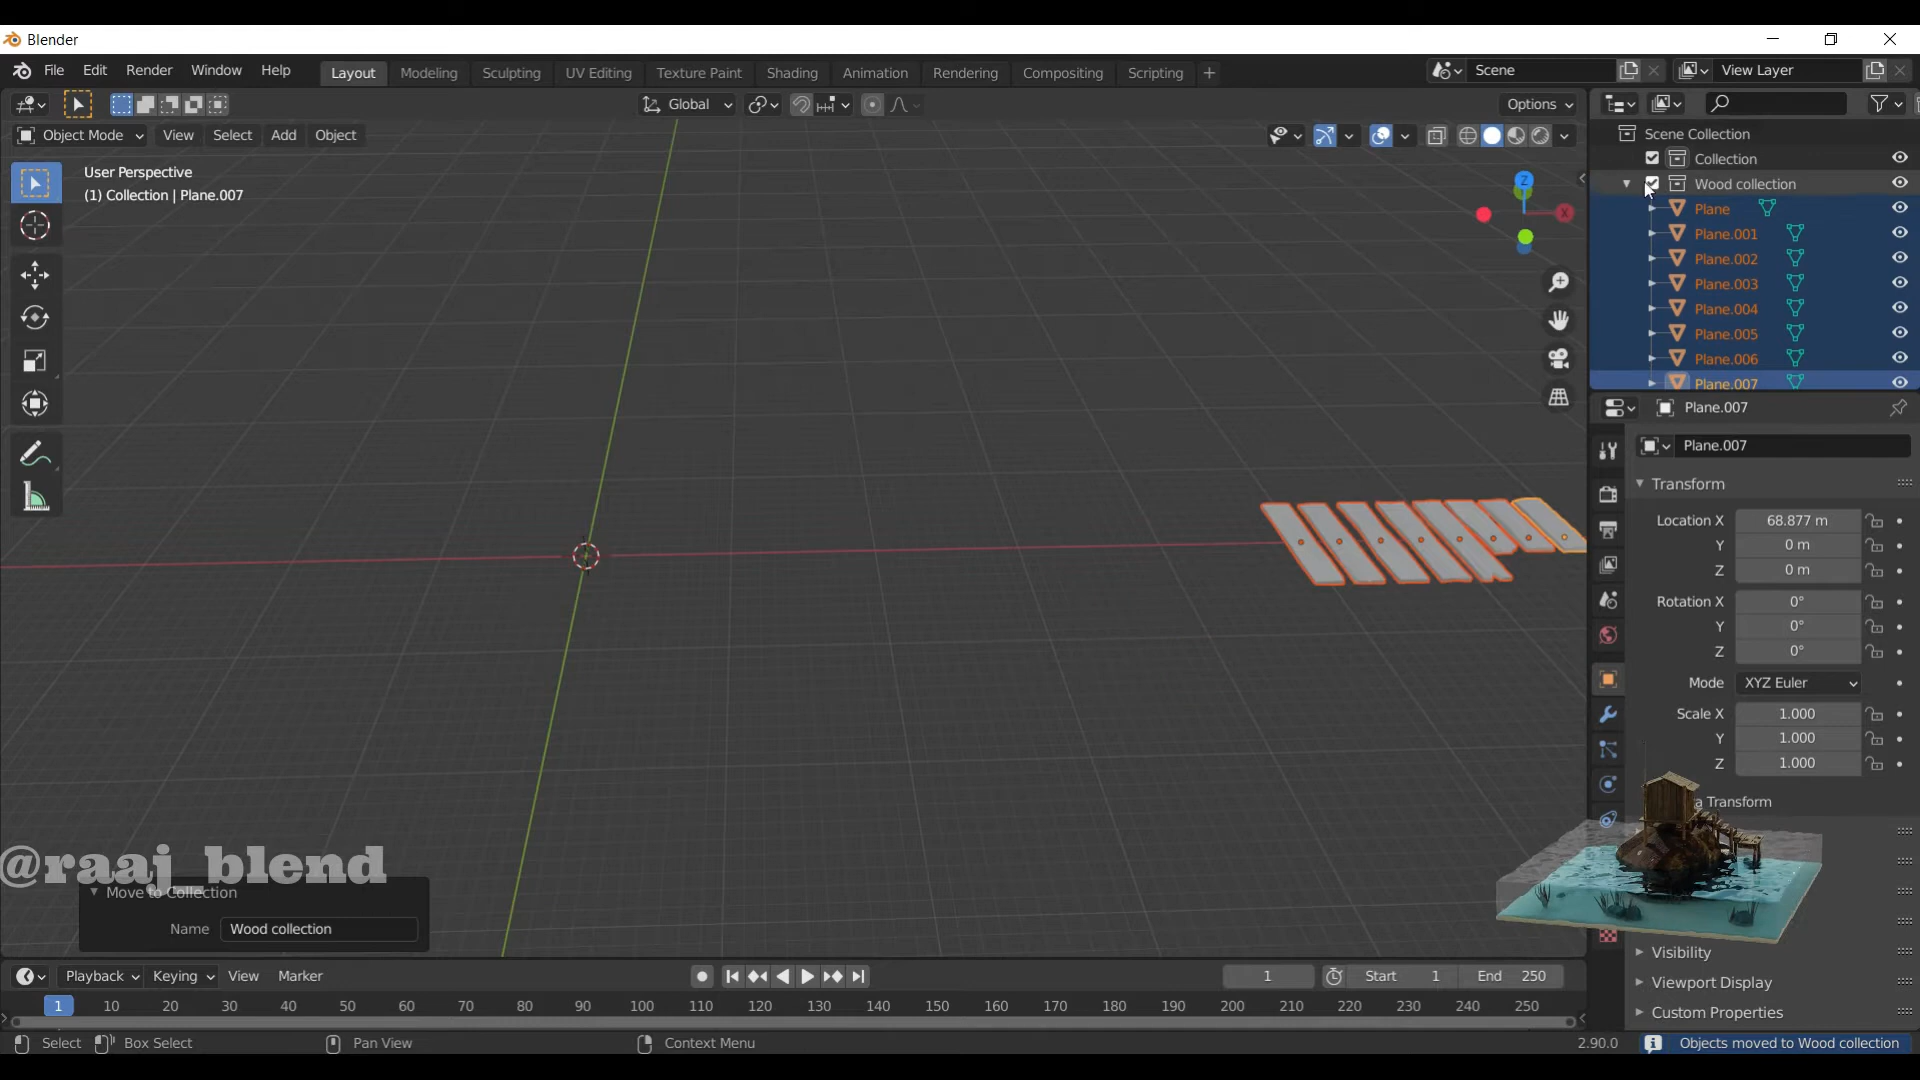 Blender
File Edit Render Window Help Layout Modeling Sculpting UV Editing Texture Paint Shading Animation Rendering Compositing Scripting + Scene View Layer
Global Options
Object Mode View Select Add Object
User Perspective
(1) Collection | Plane.007
Z
X
Scene Collection
Collection
Wood collection
Plane
Plane.001
Plane.002
Plane.003
Plane.004
Plane.005
Plane.006
Plane.007
Plane.007
Plane.007
Transform
Location X 68.877 m
Y 0 m
Z 0 m
Rotation X 0°
Y 0°
Z 0°
Mode XYZ Euler
Scale X 1.000
Y 1.000
Z 1.000
a Transform
Visibility
Viewport Display
Custom Properties
@raaj_blend
Move to Collection
Name Wood collection
Playback Keying View Marker 1 Start 1 End 250
1 10 20 30 40 50 60 70 80 90 100 110 120 130 140 150 160 170 180 190 200 210 220 230 240 250
Select Box Select Pan View Context Menu 2.90.0 Objects moved to Wood collection